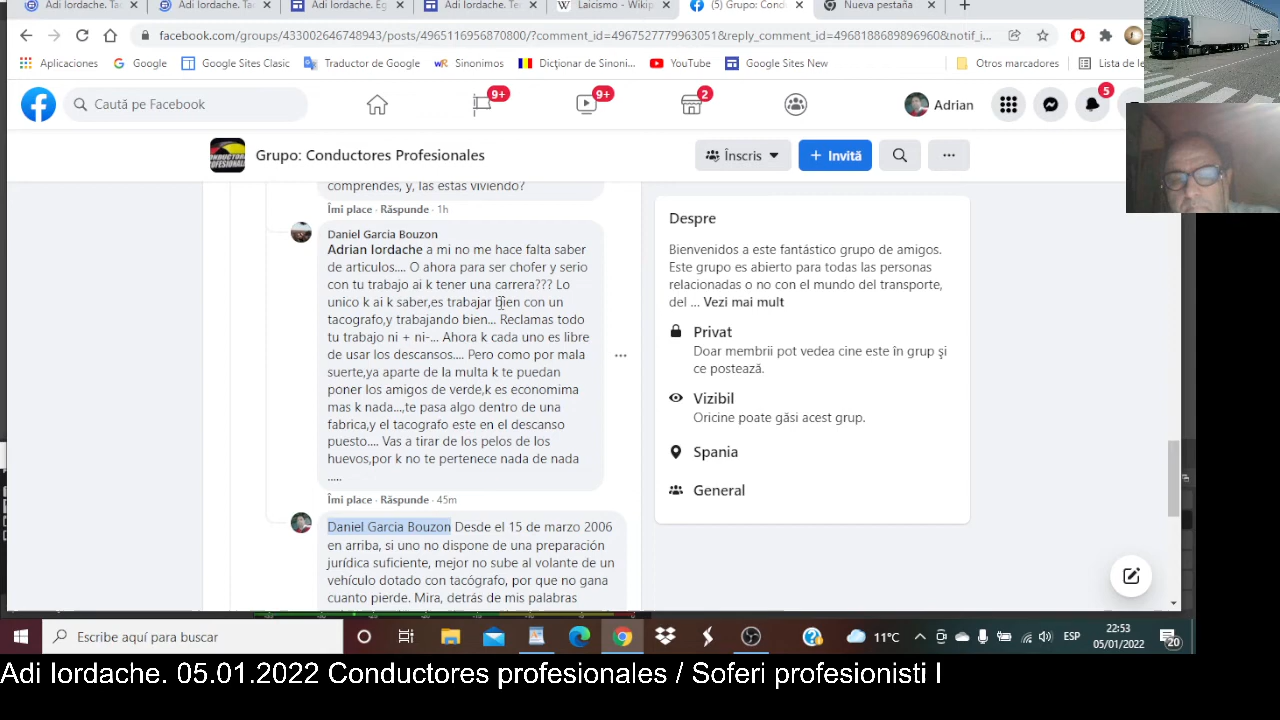 Adi Iordache. Ta
Adi Iordache. Ta
Adi Iordache. Eg
Adi Iordache. Te
Laicismo - Wikip
(5) Grupo: Cond
Nueva pestaña
facebook.com/groups/433002646748943/posts/4965116956870800/?comment_id=4967527779963051&reply_comment_id=4968188689896960&notif_i...
Aplicaciones
Google
Google Sites Clasic
Traductor de Google
Sinonimos
Dicționar de Sinoni...
YouTube
Google Sites New
Otros marcadores
Lista de le
Caută pe Facebook
9+
9+
2
Adrian
5
Grupo: Conductores Profesionales
Înscris
+ Invită
comprendes, y, las estas viviendo?
Îmi place · Răspunde · 1h
Daniel Garcia Bouzon
Adrian Iordache a mi no me hace falta saber
de articulos.... O ahora para ser chofer y serio
con tu trabajo ai k tener una carrera??? Lo
unico k ai k saber,es trabajar bien con un
tacografo,y trabajando bien... Reclamas todo
tu trabajo ni + ni-... Ahora k cada uno es libre
de usar los descansos.... Pero como por mala
suerte,ya aparte de la multa k te puedan
poner los amigos de verde,k es economima
mas k nada...,te pasa algo dentro de una
fabrica,y el tacografo este en el descanso
puesto.... Vas a tirar de los pelos de los
huevos,por k no te pertenece nada de nada
.....
Îmi place · Răspunde · 45m
Daniel Garcia Bouzon Desde el 15 de marzo 2006
en arriba, si uno no dispone de una preparación
jurídica suficiente, mejor no sube al volante de un
vehículo dotado con tacógrafo, por que no gana
cuanto pierde. Mira, detrás de mis palabras
Despre
Bienvenidos a este fantástico grupo de amigos.
Este grupo es abierto para todas las personas
relacionadas o no con el mundo del transporte,
del ... Vezi mai mult
Privat
Doar membrii pot vedea cine este în grup și
ce postează.
Vizibil
Oricine poate găsi acest grup.
Spania
General
Escribe aquí para buscar
11°C
ESP
22:53
05/01/2022
20
Adi Iordache. 05.01.2022 Conductores profesionales / Soferi profesionisti I